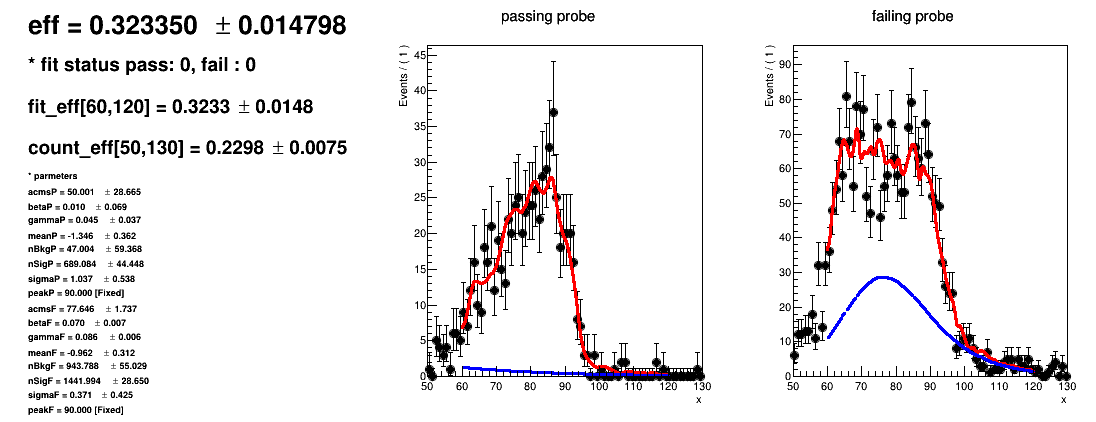 eff = 0.323350 ± 0.014798
* fit status pass: 0, fail : 0
fit_eff[60,120] = 0.3233 ± 0.0148
count_eff[50,130] = 0.2298 ± 0.0075
* parmeters
acmsP = 50.001 ± 28.665
betaP = 0.010 ± 0.069
gammaP = 0.045 ± 0.037
meanP = -1.346 ± 0.362
nBkgP = 47.004 ± 59.368
nSigP = 689.084 ± 44.448
sigmaP = 1.037 ± 0.538
peakP = 90.000 [Fixed]
acmsF = 77.646 ± 1.737
betaF = 0.070 ± 0.007
gammaF = 0.086 ± 0.006
meanF = -0.962 ± 0.312
nBkgF = 943.788 ± 55.029
nSigF = 1441.994 ± 28.650
sigmaF = 0.371 ± 0.425
peakF = 90.000 [Fixed]
passing probe
Events / ( 1 )
45
40
35
30
25
20
15
10
5
0
50 60 70 80 90 100 110 120 130
x
failing probe
Events / ( 1 )
90
80
70
60
50
40
30
20
10
0
50 60 70 80 90 100 110 120 130
x